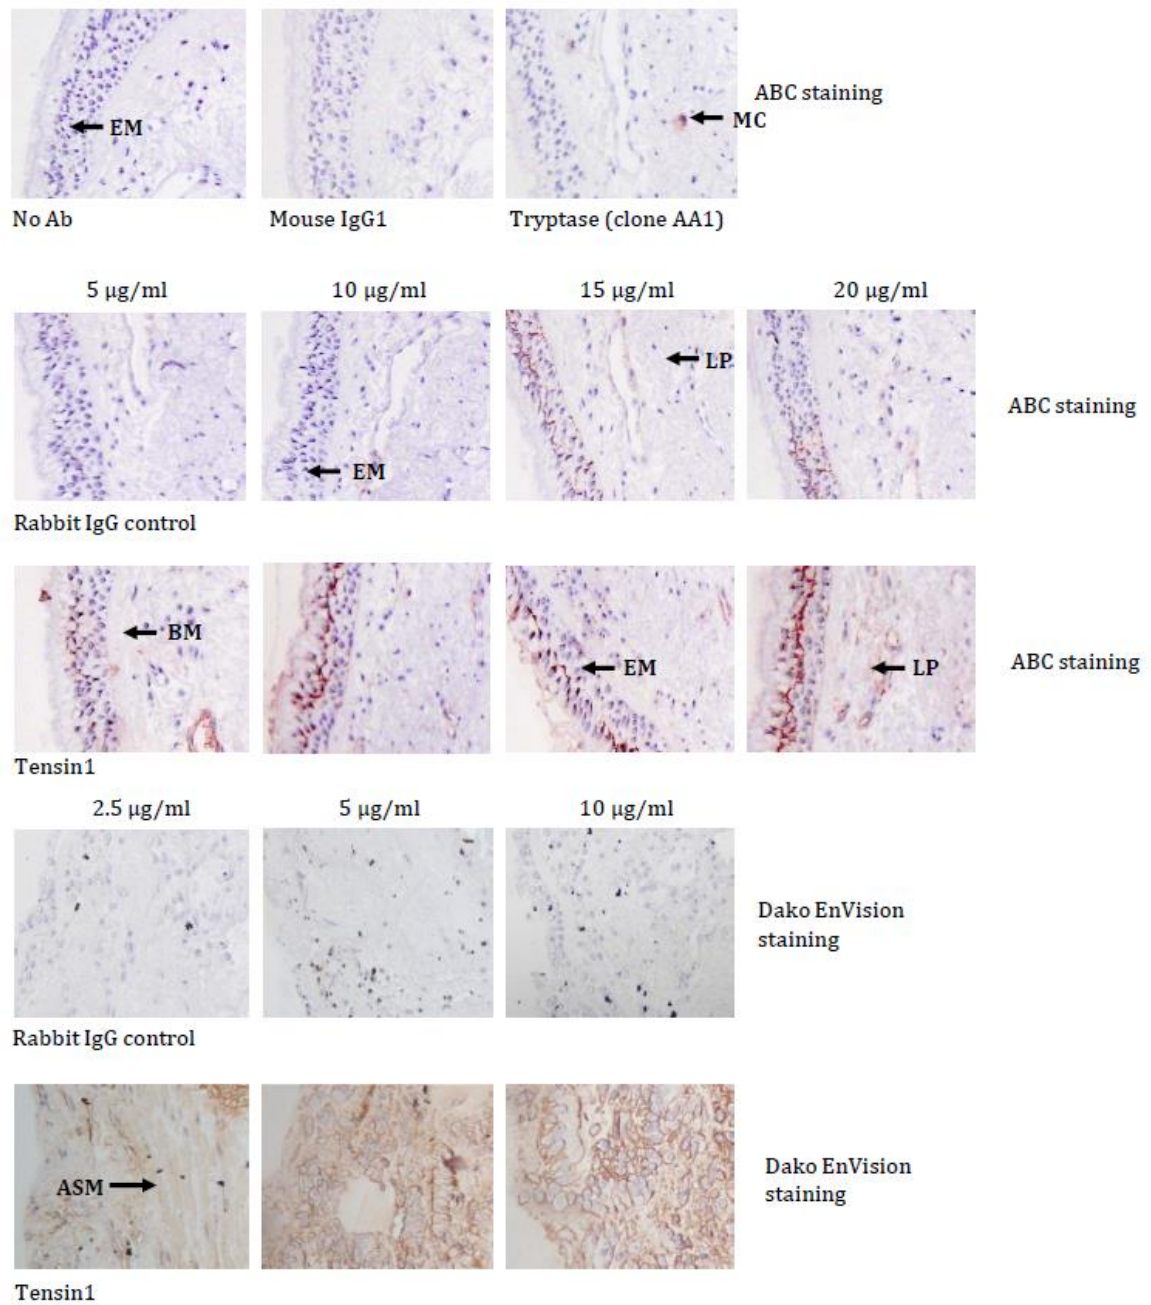 EM
ABC staining
MC
No Ab
Mouse IgG1
Tryptase (clone AA1)
5 µg/ml
10 µg/ml
15 µg/ml
20 µg/ml
LP
ABC staining
EM
Rabbit IgG control
BM
EM
LP
ABC staining
Tensin1
2.5 µg/ml
5 µg/ml
10 µg/ml
Dako EnVision
staining
Rabbit IgG control
ASM
Dako EnVision
staining
Tensin1